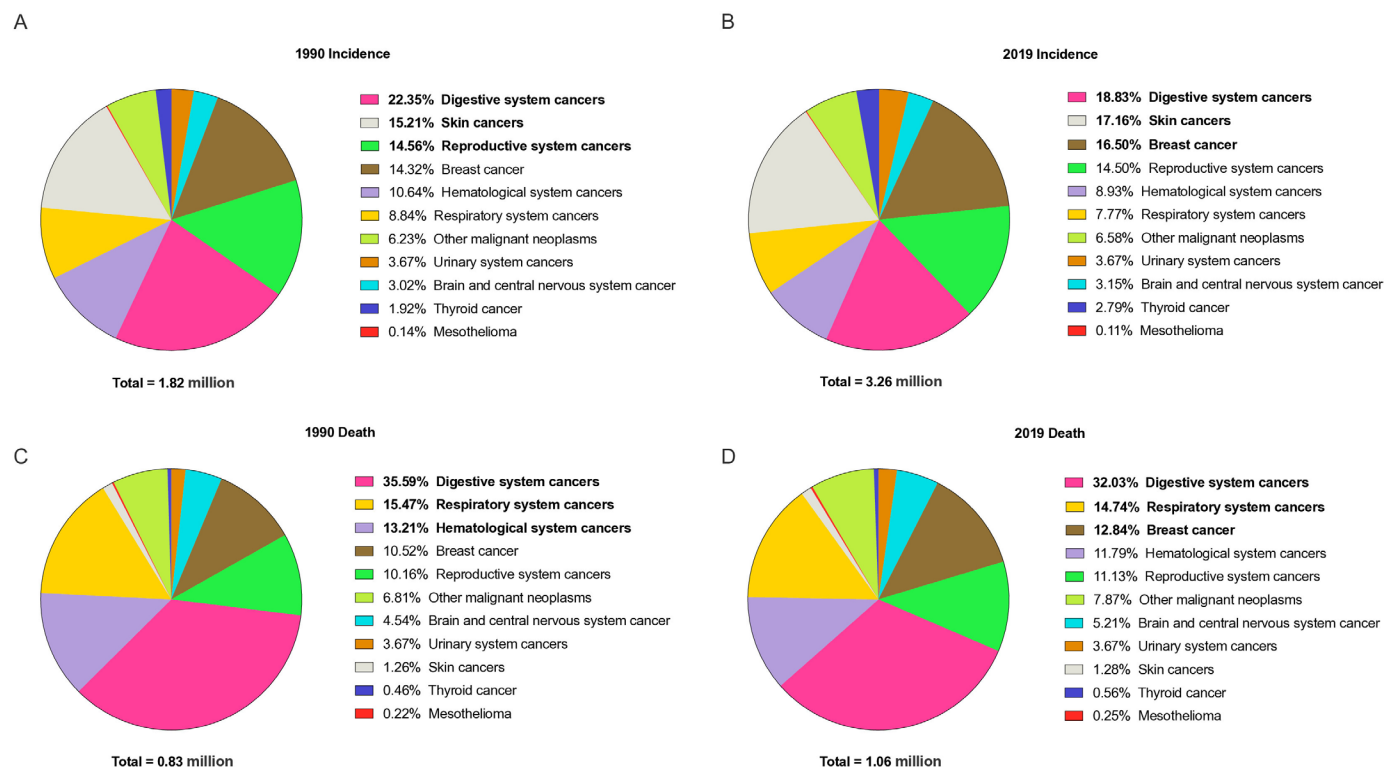 A
1990 Incidence
22.35% Digestive system cancers
15.21% Skin cancers
14.56% Reproductive system cancers
14.32% Breast cancer
10.64% Hematological system cancers
8.84% Respiratory system cancers
6.23% Other malignant neoplasms
3.67% Urinary system cancers
3.02% Brain and central nervous system cancer
1.92% Thyroid cancer
0.14% Mesothelioma
Total = 1.82 million
B
2019 Incidence
18.83% Digestive system cancers
17.16% Skin cancers
16.50% Breast cancer
14.50% Reproductive system cancers
8.93% Hematological system cancers
7.77% Respiratory system cancers
6.58% Other malignant neoplasms
3.67% Urinary system cancers
3.15% Brain and central nervous system cancer
2.79% Thyroid cancer
0.11% Mesothelioma
Total = 3.26 million
C
1990 Death
35.59% Digestive system cancers
15.47% Respiratory system cancers
13.21% Hematological system cancers
10.52% Breast cancer
10.16% Reproductive system cancers
6.81% Other malignant neoplasms
4.54% Brain and central nervous system cancer
3.67% Urinary system cancers
1.26% Skin cancers
0.46% Thyroid cancer
0.22% Mesothelioma
Total = 0.83 million
D
2019 Death
32.03% Digestive system cancers
14.74% Respiratory system cancers
12.84% Breast cancer
11.79% Hematological system cancers
11.13% Reproductive system cancers
7.87% Other malignant neoplasms
5.21% Brain and central nervous system cancer
3.67% Urinary system cancers
1.28% Skin cancers
0.56% Thyroid cancer
0.25% Mesothelioma
Total = 1.06 million